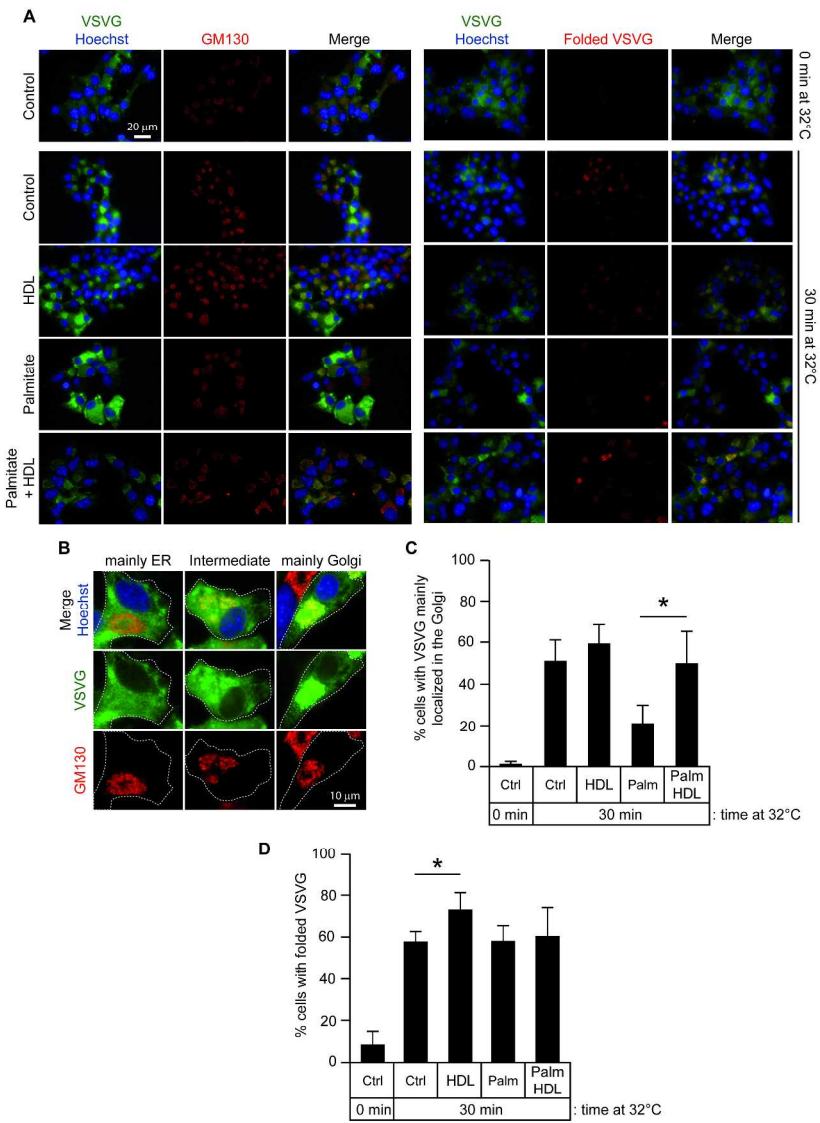 A
VSVG
Hoechst GM130 Merge
VSVG
Hoechst Folded VSVG Merge
Control
20 μm
0 min at 32°C
Control
HDL
Palmitate
Palmitate
+ HDL
30 min at 32°C
B
mainly ER Intermediate mainly Golgi
Merge
Hoechst
VSVG
GM130
10 μm
C
% cells with VSVG mainly
localized in the Golgi
100
80
60
40
20
0
Ctrl Ctrl HDL Palm Palm
HDL
0 min 30 min : time at 32°C
*
D
% cells with folded VSVG
100
80
60
40
20
0
*
Ctrl Ctrl HDL Palm Palm
HDL
0 min 30 min : time at 32°C